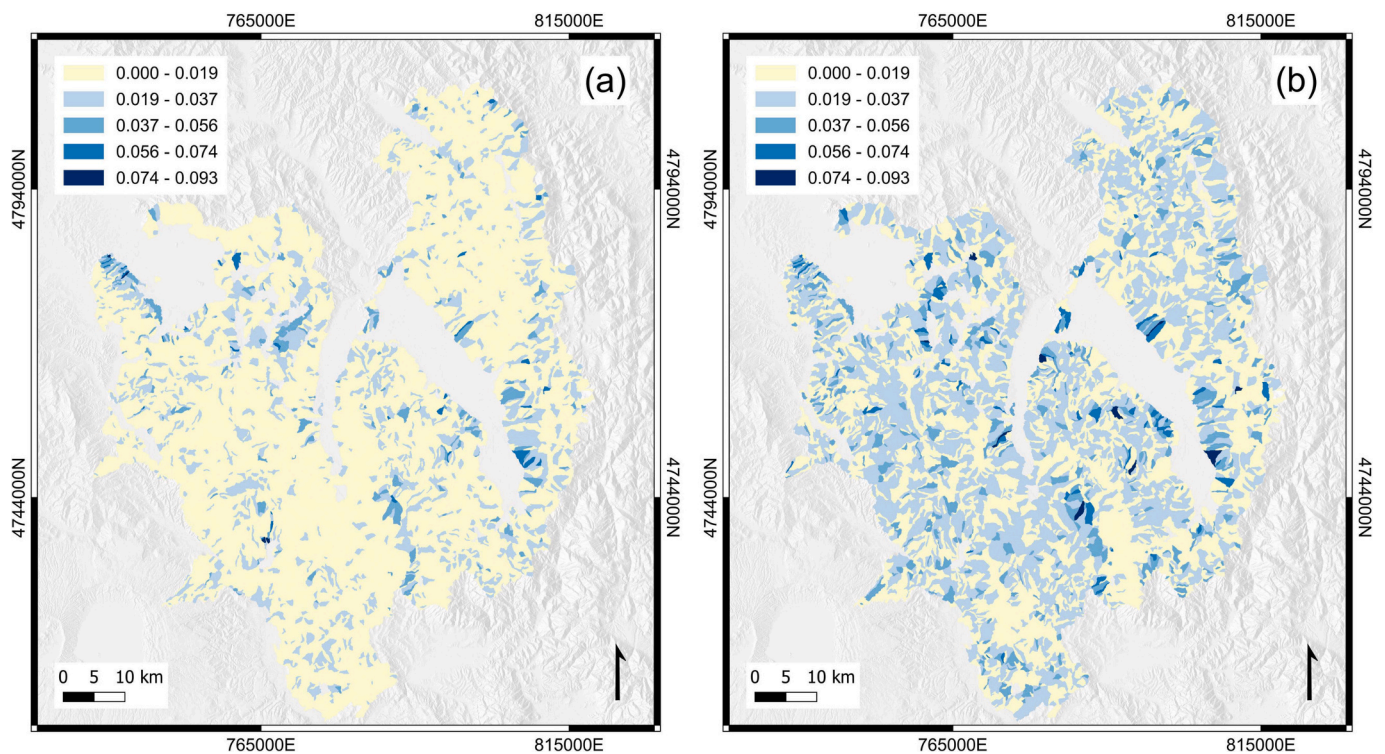 765000E
815000E
765000E
815000E
0.000 - 0.019
0.019 - 0.037
0.037 - 0.056
0.056 - 0.074
0.074 - 0.093
(a)
0.000 - 0.019
0.019 - 0.037
0.037 - 0.056
0.056 - 0.074
0.074 - 0.093
(b)
4794000N
4794000N
4794000N
4794000N
4744000N
4744000N
4744000N
4744000N
0 5 10 km
0 5 10 km
765000E
815000E
765000E
815000E